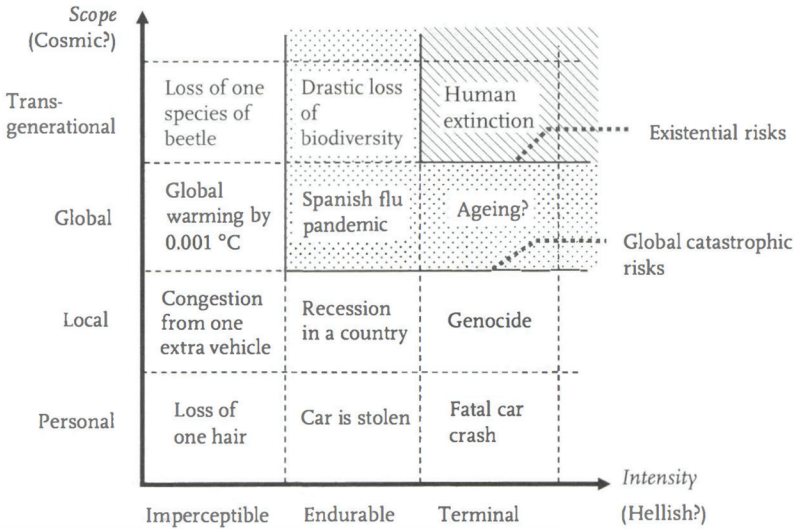 Scope
(Cosmic?)
Trans-
generational
Loss of one
species of
beetle
Drastic loss
of
biodiversity
Human
extinction
Existential risks
Global
Global
warming by
0.001 °C
Spanish flu
pandemic
Ageing?
Global catastrophic
risks
Local
Congestion
from one
extra vehicle
Recession
in a country
Genocide
Personal
Loss of
one hair
Car is stolen
Fatal car
crash
Intensity
(Hellish?)
Imperceptible
Endurable
Terminal